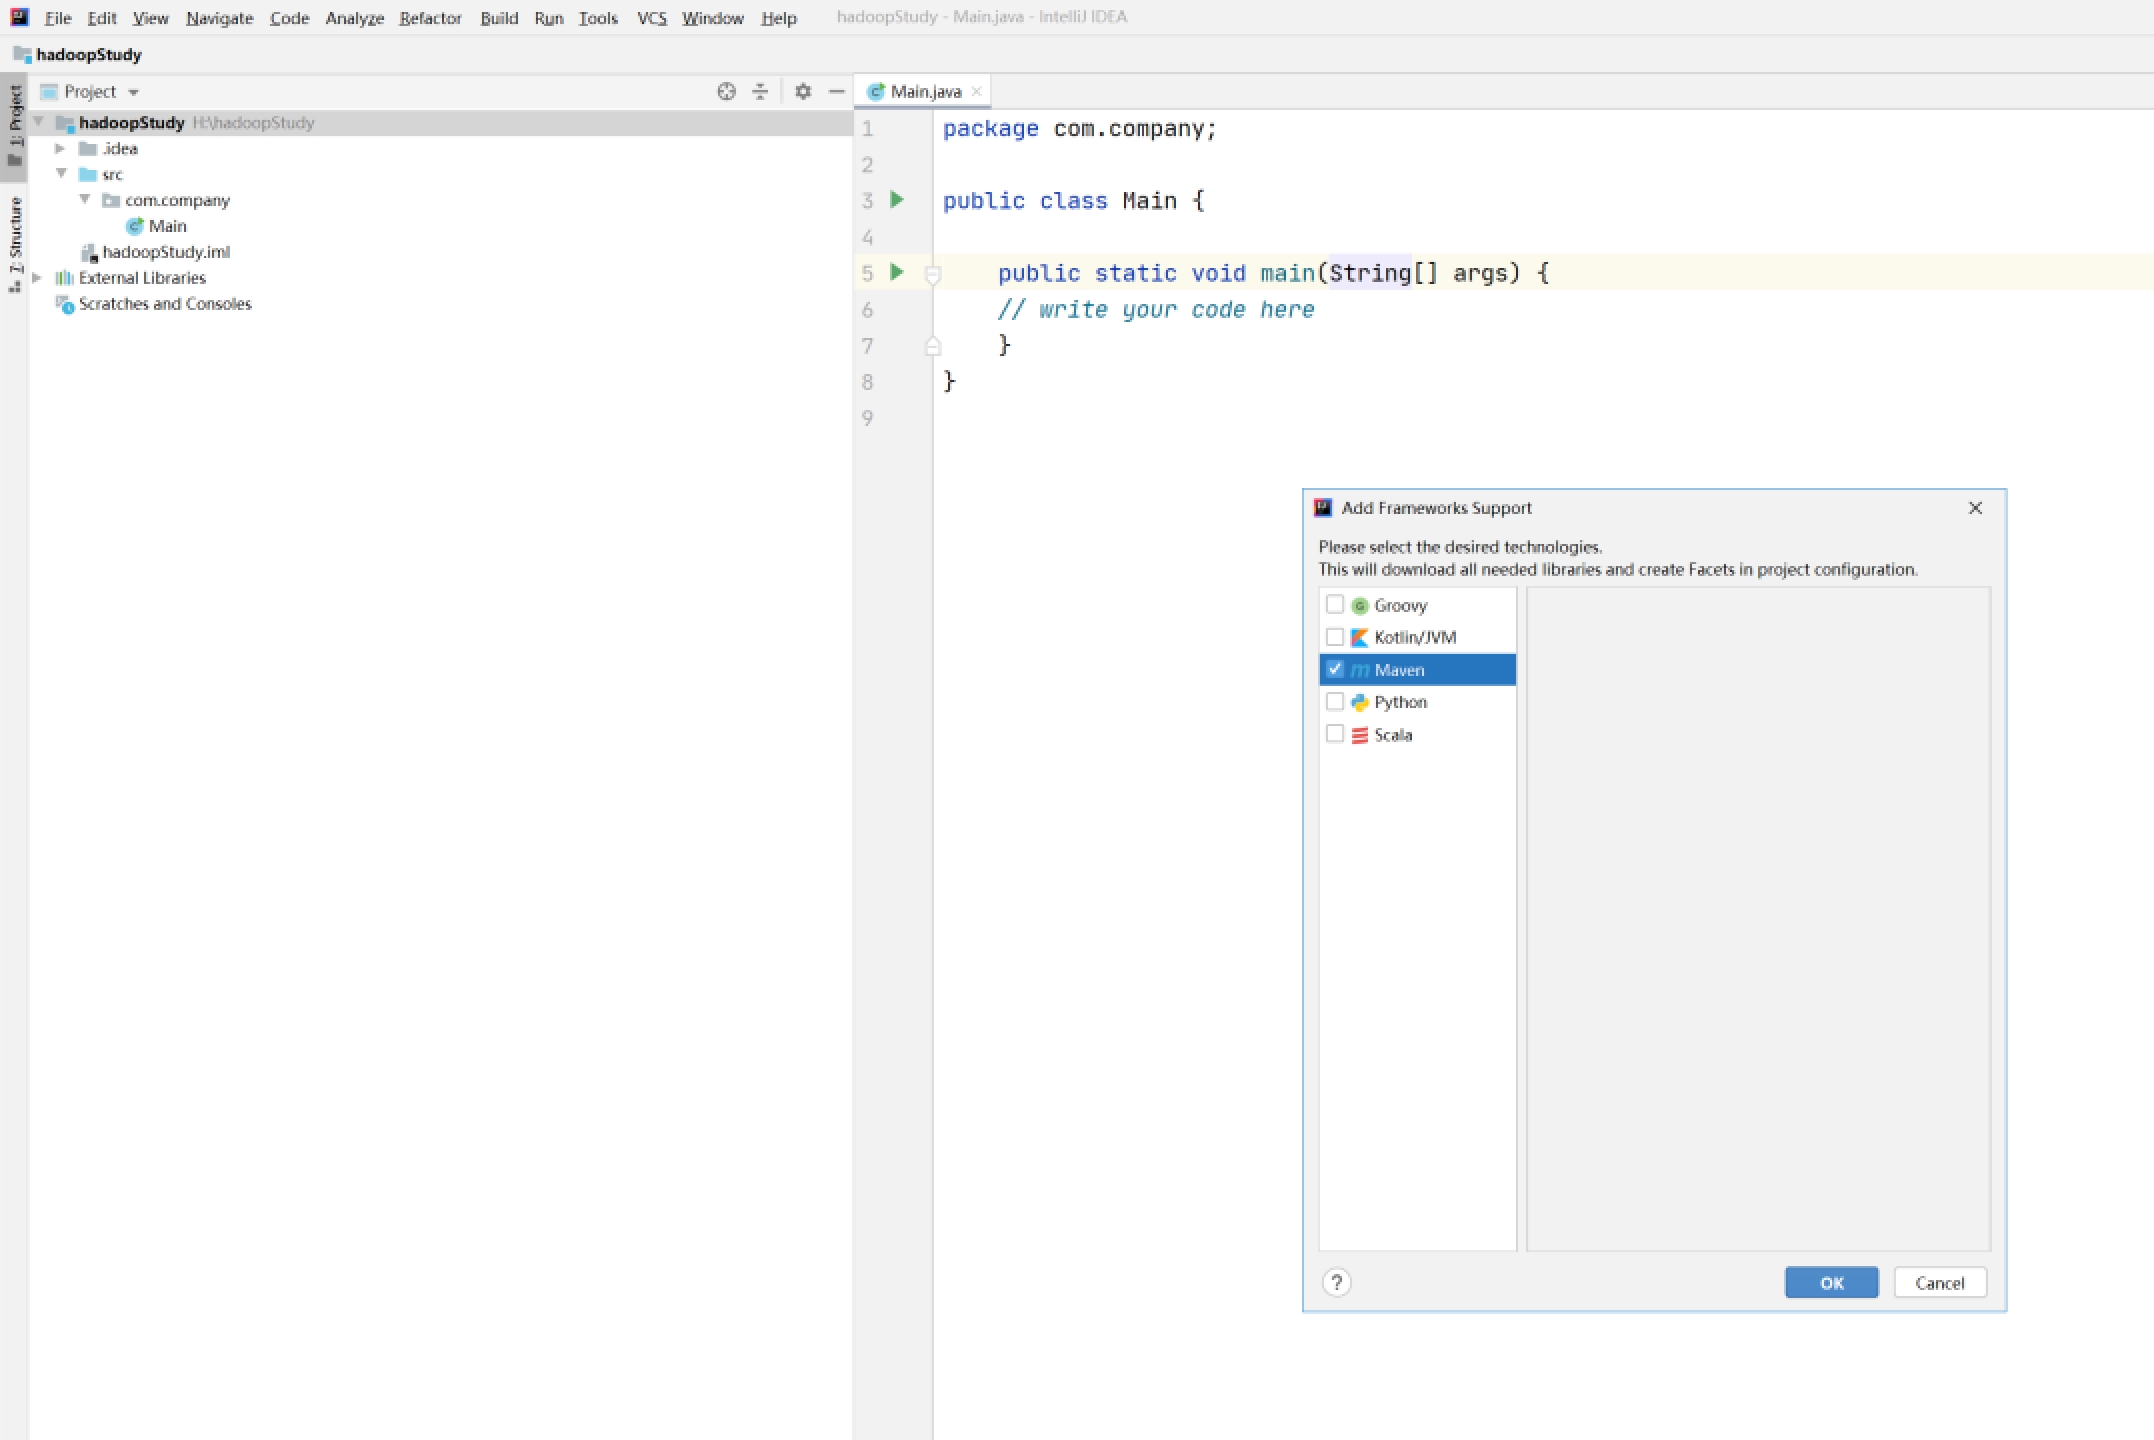 File Edit View Navigate Code Analyze Refactor Build Run Tools VCS Window Help hadoopStudy - Main.java - IntelliJ IDEA
hadoopStudy
1: Project
7: Structure
Project
hadoopStudy H:\hadoopStudy
.idea
src
com.company
Main
hadoopStudy.iml
External Libraries
Scratches and Consoles
Main.java
1 package com.company;
2
3 public class Main {
4
5 public static void main(String[] args) {
6 // write your code here
7 }
8 }
9
Add Frameworks Support
Please select the desired technologies.
This will download all needed libraries and create Facets in project configuration.
Groovy
Kotlin/JVM
Maven
Python
Scala
? OK Cancel